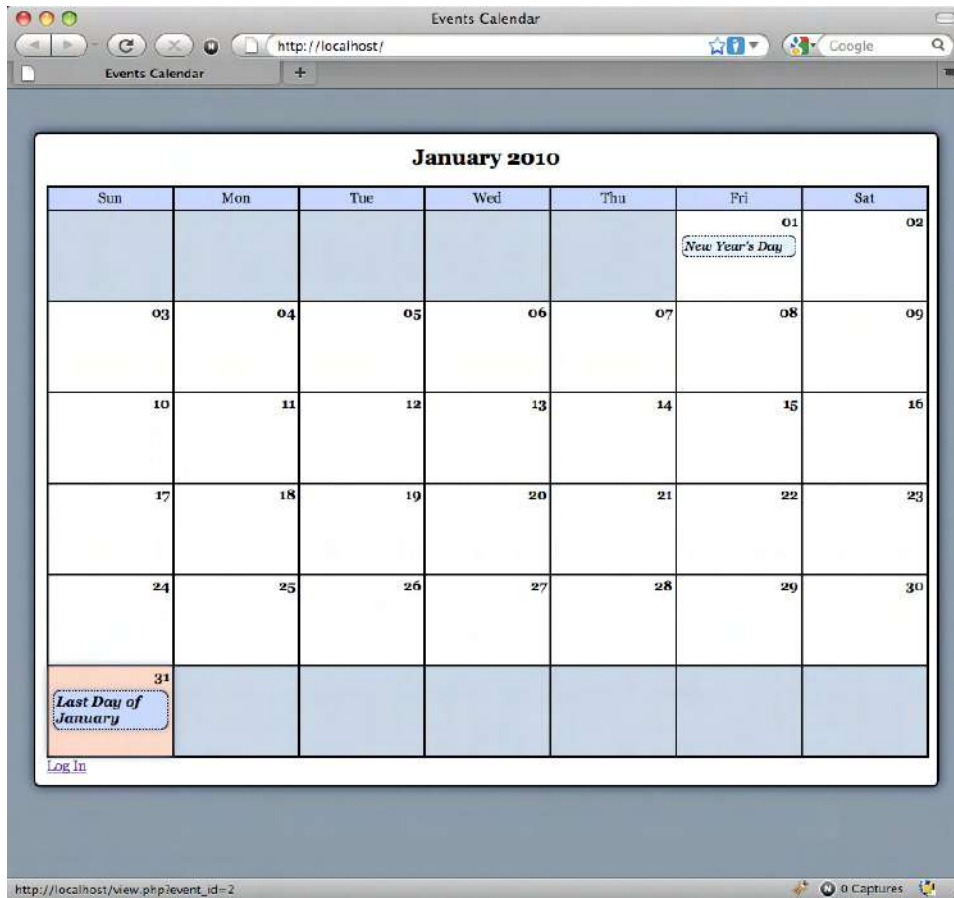 Events Calendar
http://localhost/
Google
Events Calendar
+
January 2010
Sun Mon Tue Wed Thu Fri Sat
01 02
New Year's Day
03 04 05 06 07 08 09
10 11 12 13 14 15 16
17 18 19 20 21 22 23
24 25 26 27 28 29 30
31
Last Day of
January
Log In
http://localhost/view.php?event_id=2 0 Captures